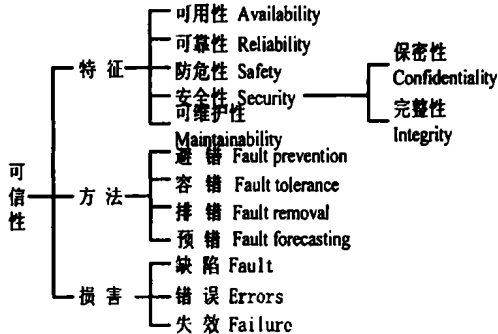 可用性 Availability
可靠性 Reliability
特征
防危性 Safety
安全性 Security
保密性
Confidentiality
完整性
Integrity
可维护性
Maintainability
可信性
方法
避错 Fault prevention
容错 Fault tolerance
排错 Fault removal
预错 Fault forecasting
损害
缺陷 Fault
错误 Errors
失效 Failure